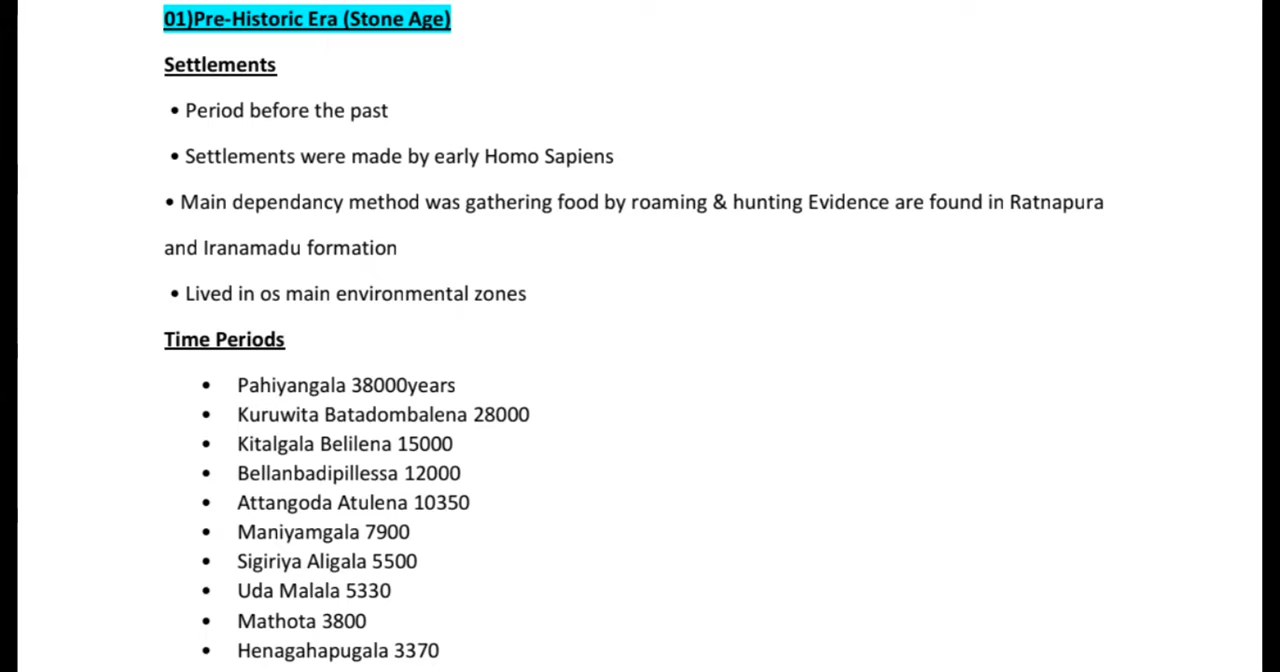 01)Pre-Historic Era (Stone Age)
Settlements
• Period before the past
• Settlements were made by early Homo Sapiens
• Main dependancy method was gathering food by roaming & hunting Evidence are found in Ratnapura
and Iranamadu formation
• Lived in os main environmental zones
Time Periods
• Pahiyangala 38000years
• Kuruwita Batadombalena 28000
• Kitalgala Belilena 15000
• Bellanbadipillessa 12000
• Attangoda Atulena 10350
• Maniyamgala 7900
• Sigiriya Aligala 5500
• Uda Malala 5330
• Mathota 3800
• Henagahapugala 3370